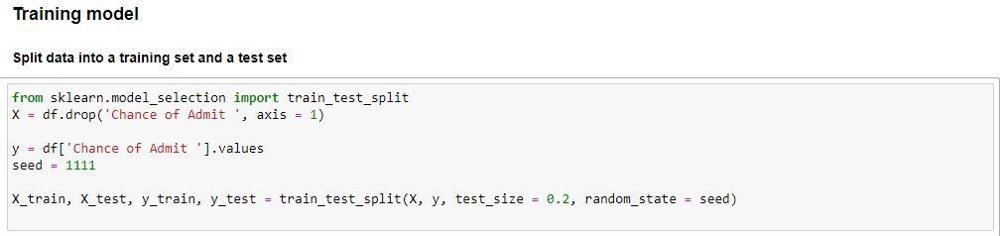 Training model
Split data into a training set and a test set
from sklearn.model_selection import train_test_split
X = df.drop('Chance of Admit ', axis = 1)
y = df['Chance of Admit '].values
seed = 1111
X_train, X_test, y_train, y_test = train_test_split(X, y, test_size = 0.2, random_state = seed)